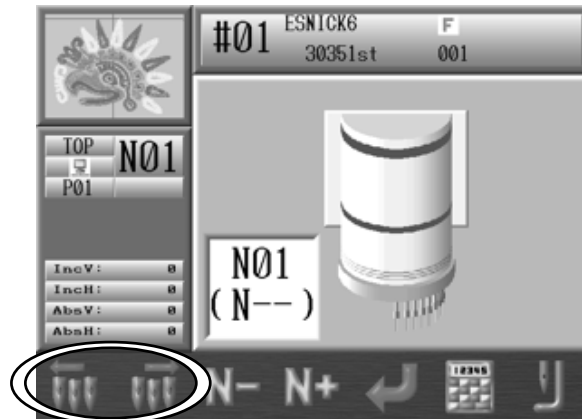 #01 ESNICK6 F
30351st 001
TOP N01
P01
N01
(N--)
IncV: 0
IncH: 0
AbsV: 0
AbsH: 0
N- N+ 12345